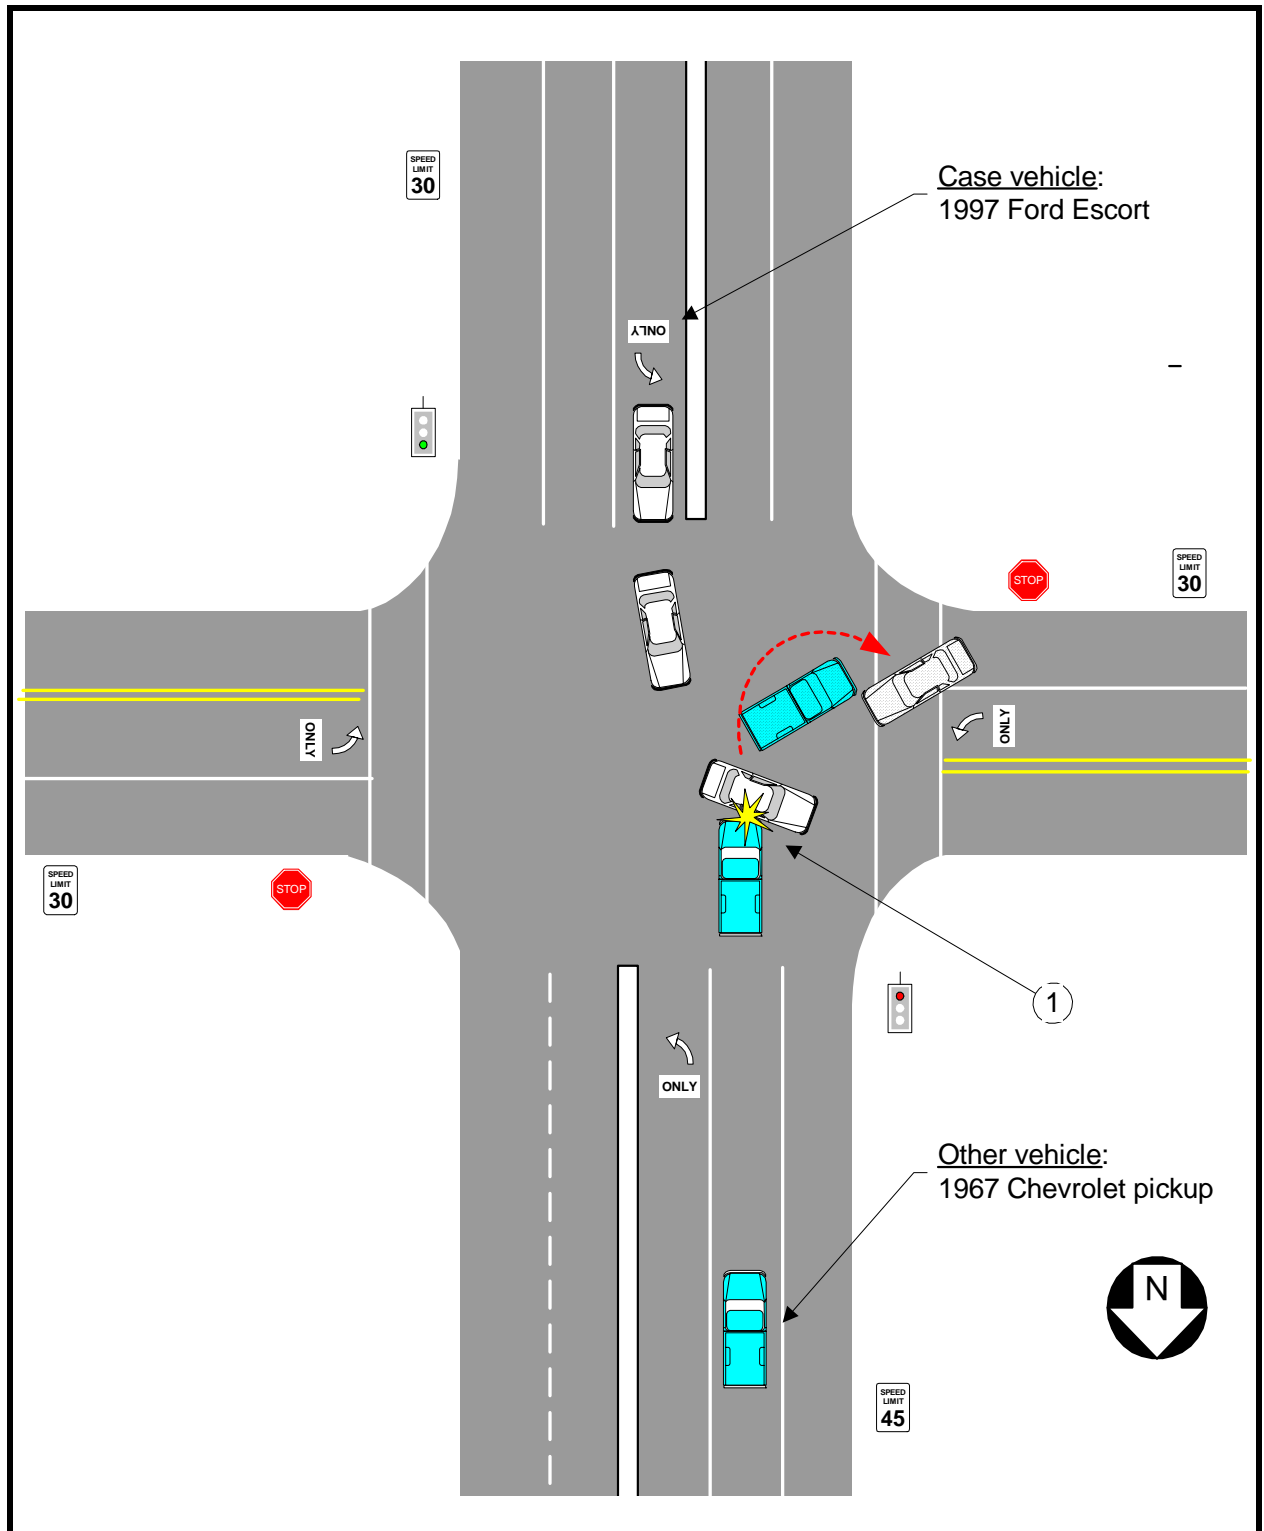 SPEED
LIMIT
30
Case vehicle:
1997 Ford Escort
ONLY
SPEED
LIMIT
30
STOP
ONLY
ONLY
SPEED
LIMIT
30
STOP
1
ONLY
Other vehicle:
1967 Chevrolet pickup
N
SPEED
LIMIT
45